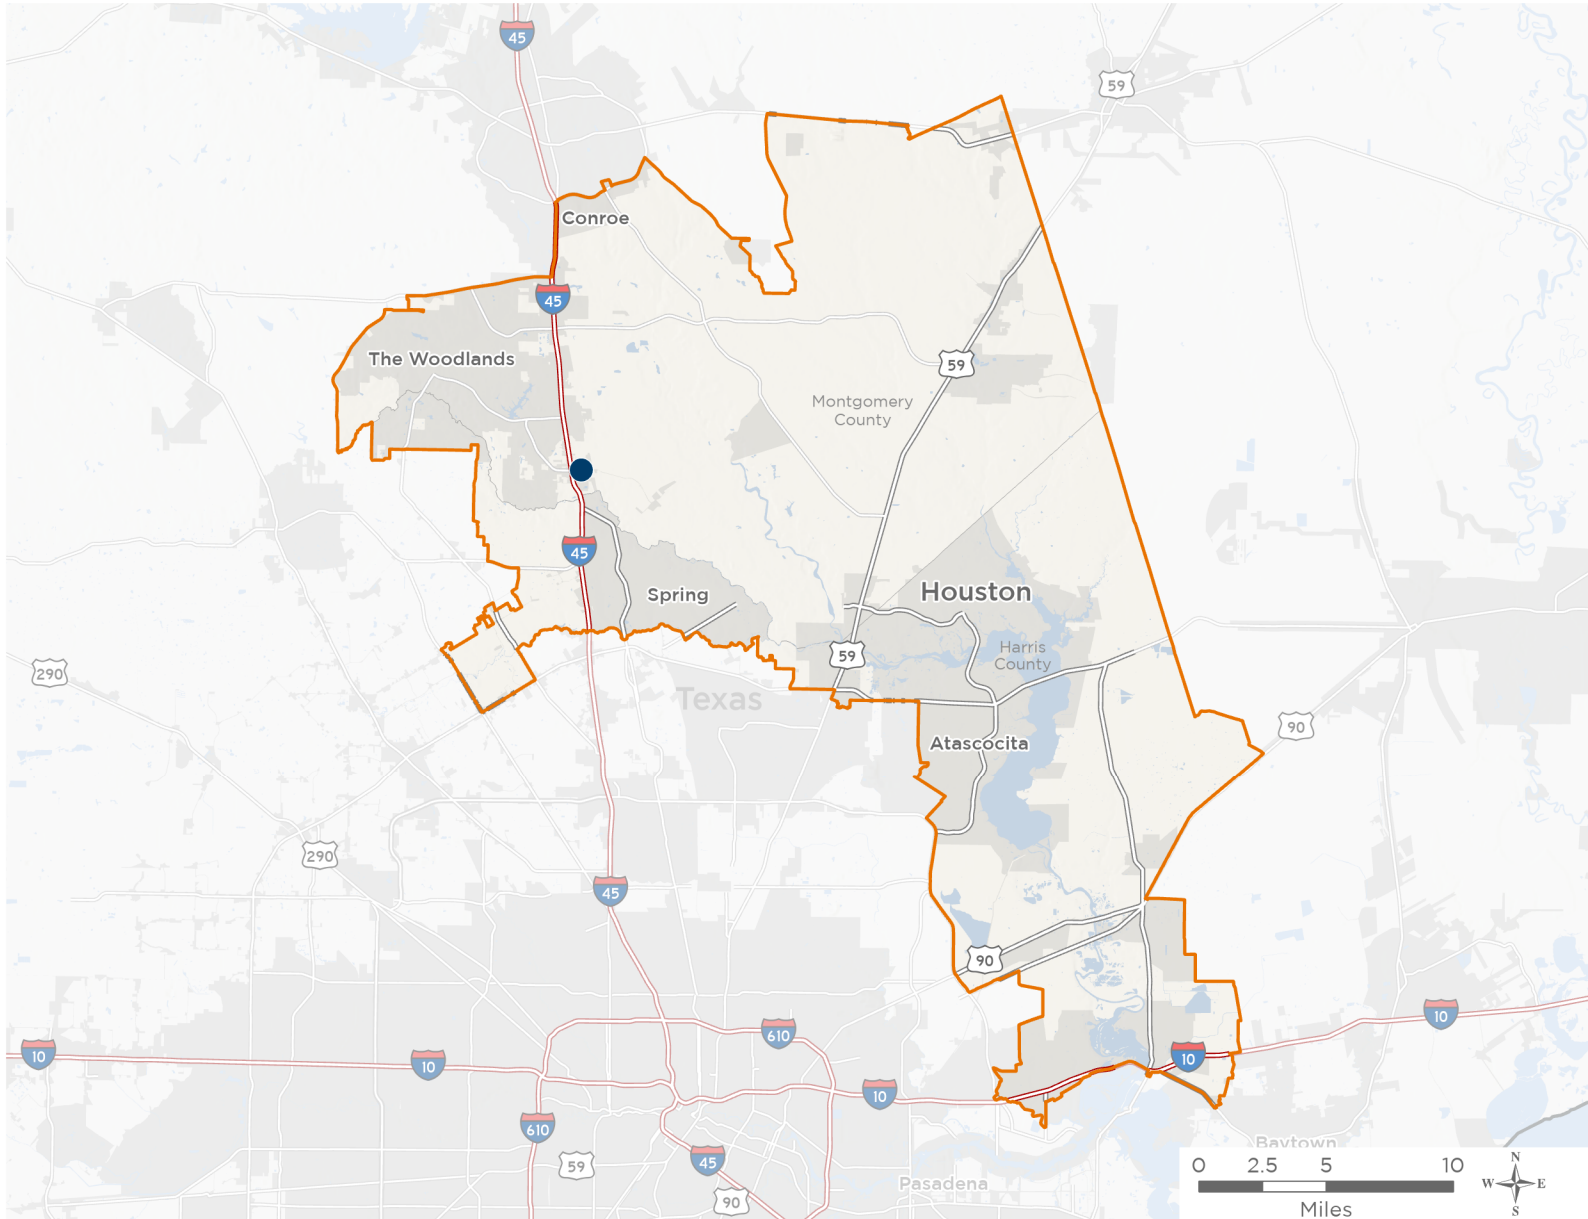 45
59
Conroe
45
The Woodlands
59
Montgomery
County
45
Houston
Spring
Harris
County
59
290
Texas
90
Atascocita
290
45
90
10
610
10
10
10
10
610
45
59
90
Baytown
Pasadena
0 2.5 5 10
Miles
N
W E
S